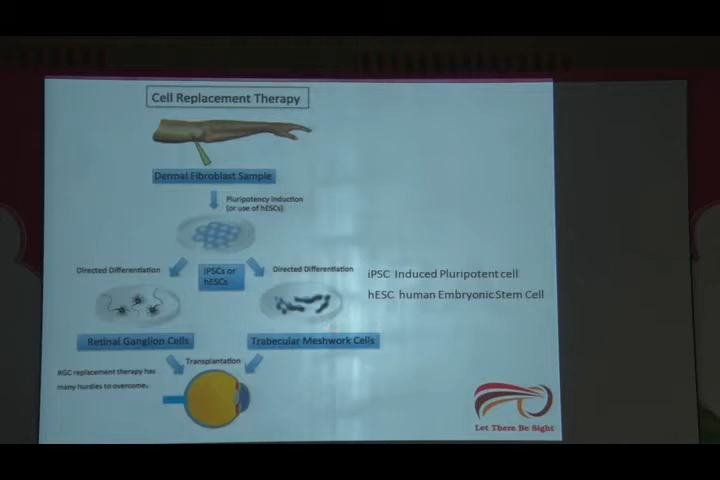 Cell Replacement Therapy
Dermal Fibroblast Sample
Pluripotency Induction
(or use of hESCs)
Directed Differentiation
iPSCs or
hESCs
Directed Differentiation
iPSC Induced Pluripotent cell
hESC human Embryonic Stem Cell
Retinal Ganglion Cells
Trabecular Meshwork Cells
Transplantation
RGC replacement therapy has
many hurdles to overcome.
Let There Be Sight